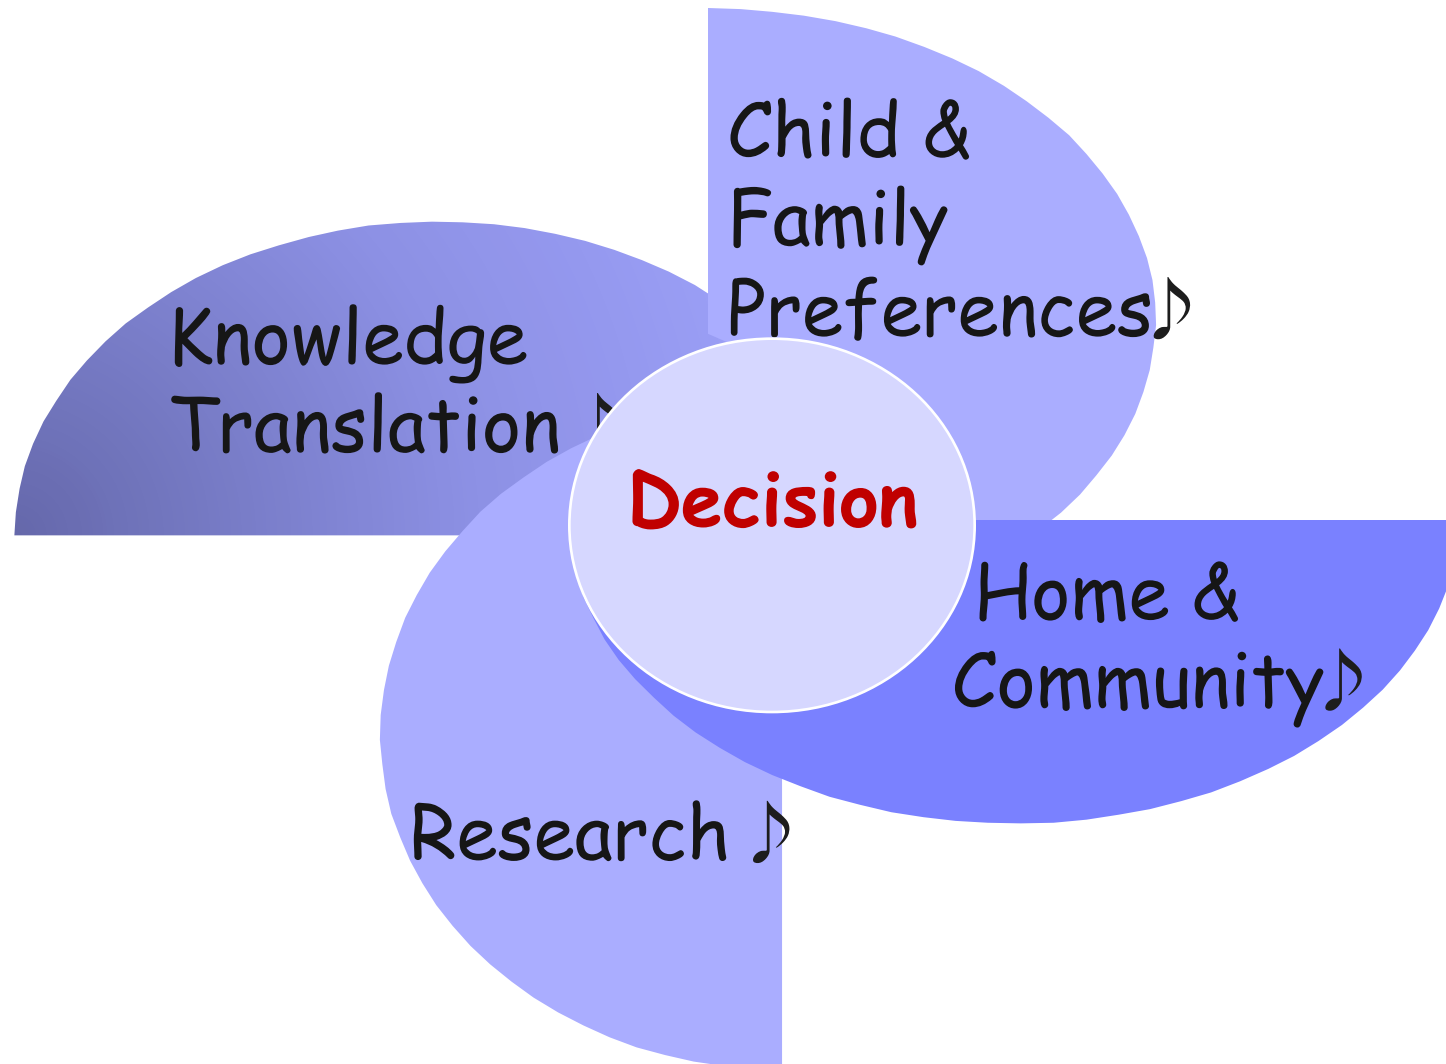 Child &
Family
Preferences♪
Knowledge
Translation ♪
Decision
Home &
Community♪
Research ♪